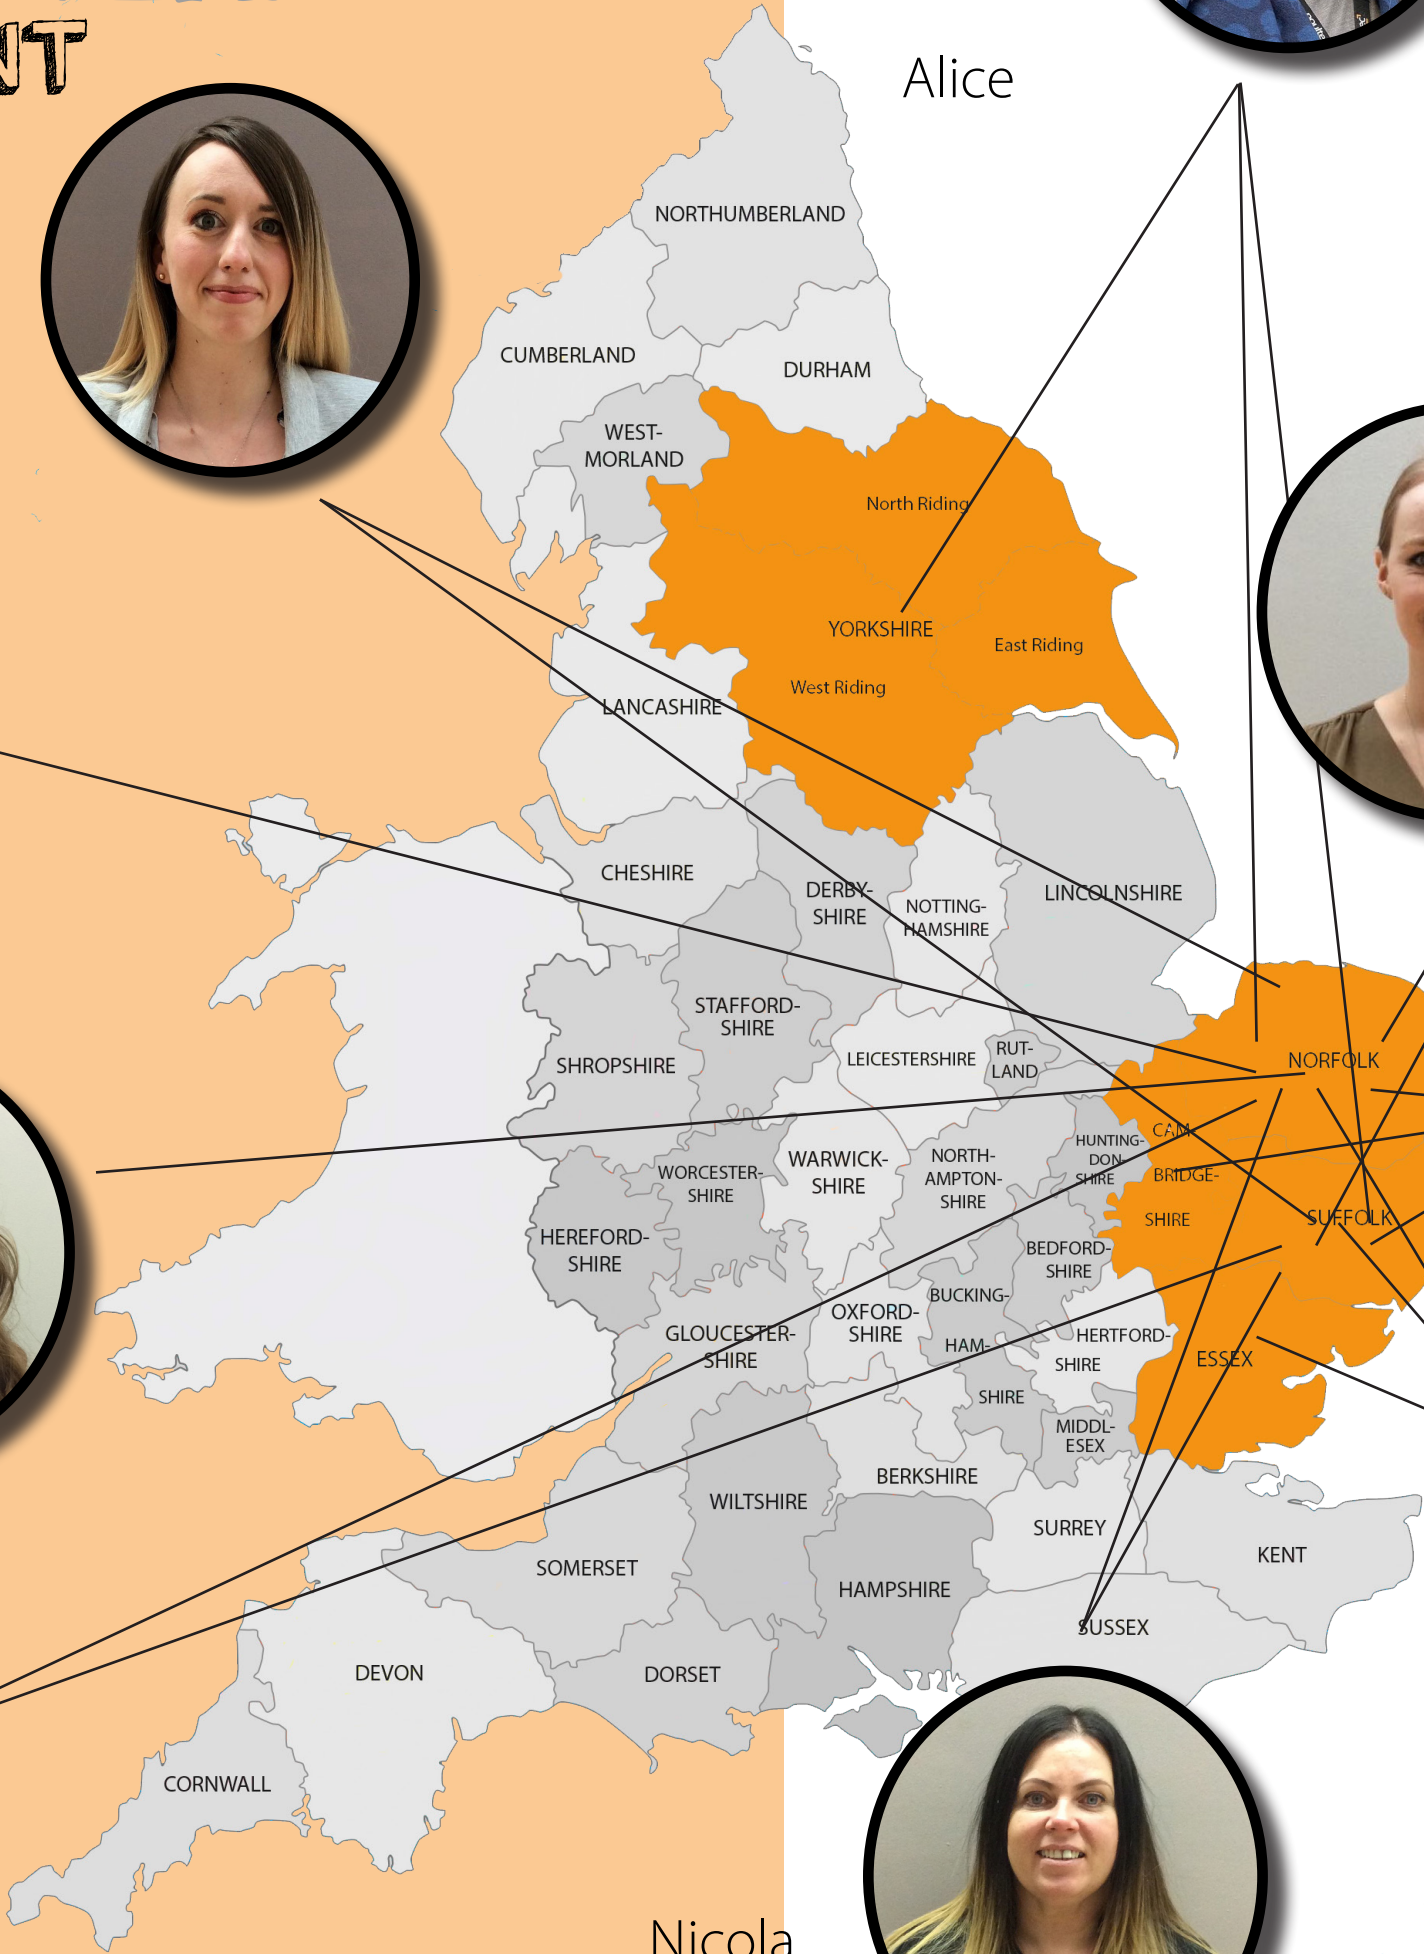 NT
Alice
NORTHUMBERLAND
CUMBERLAND
DURHAM
WEST-
MORLAND
North Riding
YORKSHIRE
East Riding
West Riding
LANCASHIRE
CHESHIRE
DERBY-
SHIRE
NOTTING-
HAMSHIRE
LINCOLNSHIRE
STAFFORD-
SHIRE
SHROPSHIRE
LEICESTERSHIRE
RUT-
LAND
NORFOLK
CAM-
BRIDGE-
SHIRE
HUNTING-
DON-
SHIRE
NORTH-
AMPTON-
SHIRE
WARWICK-
SHIRE
WORCESTER-
SHIRE
HEREFORD-
SHIRE
SUFFOLK
BEDFORD-
SHIRE
BUCKING-
HAM-
SHIRE
OXFORD-
SHIRE
GLOUCESTER-
SHIRE
HERTFORD-
SHIRE
ESSEX
MIDDL-
ESEX
BERKSHIRE
WILTSHIRE
SURREY
KENT
SOMERSET
HAMPSHIRE
SUSSEX
DEVON
DORSET
CORNWALL
Nicola